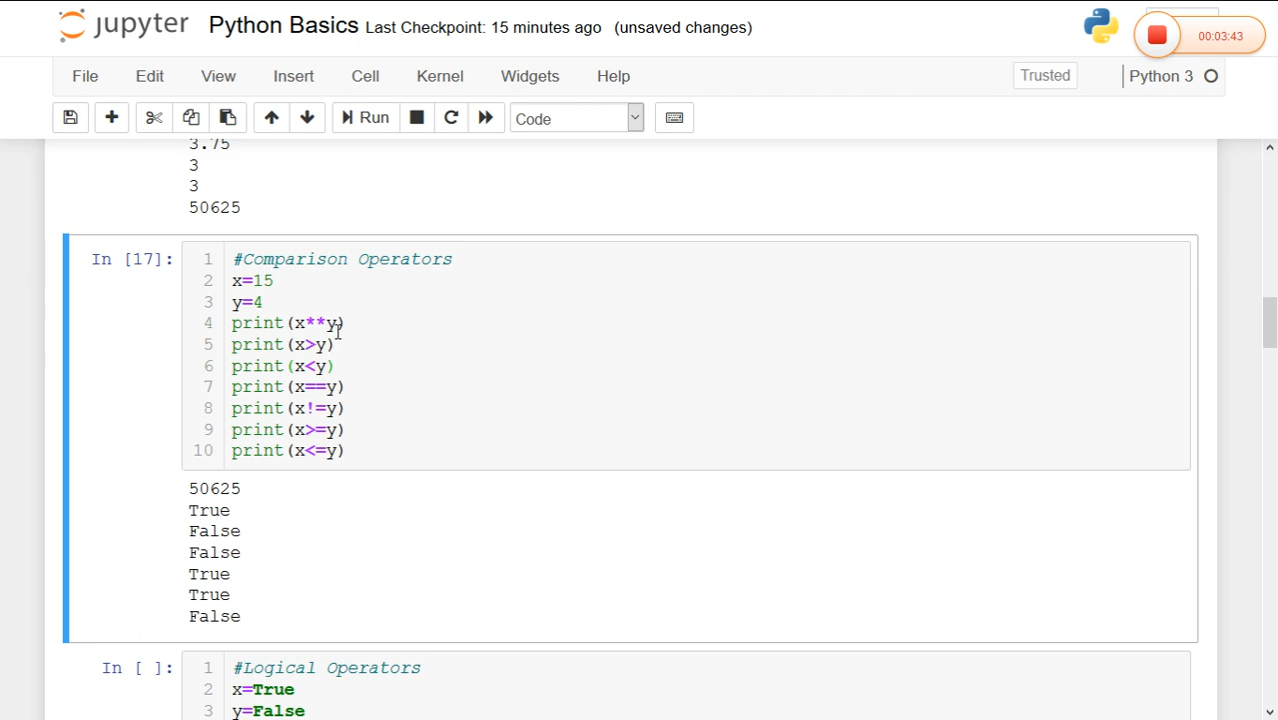 jupyter Python Basics Last Checkpoint: 15 minutes ago (unsaved changes)
00:03:43
File Edit View Insert Cell Kernel Widgets Help Trusted Python 3
Run Code
3.75
3
3
50625
In [17]: 1 #Comparison Operators
2 x=15
3 y=4
4 print(x**y)
5 print(x>y)
6 print(x<y)
7 print(x==y)
8 print(x!=y)
9 print(x>=y)
10 print(x<=y)
50625
True
False
False
True
True
False
In [ ]: 1 #Logical Operators
2 x=True
3 y=False